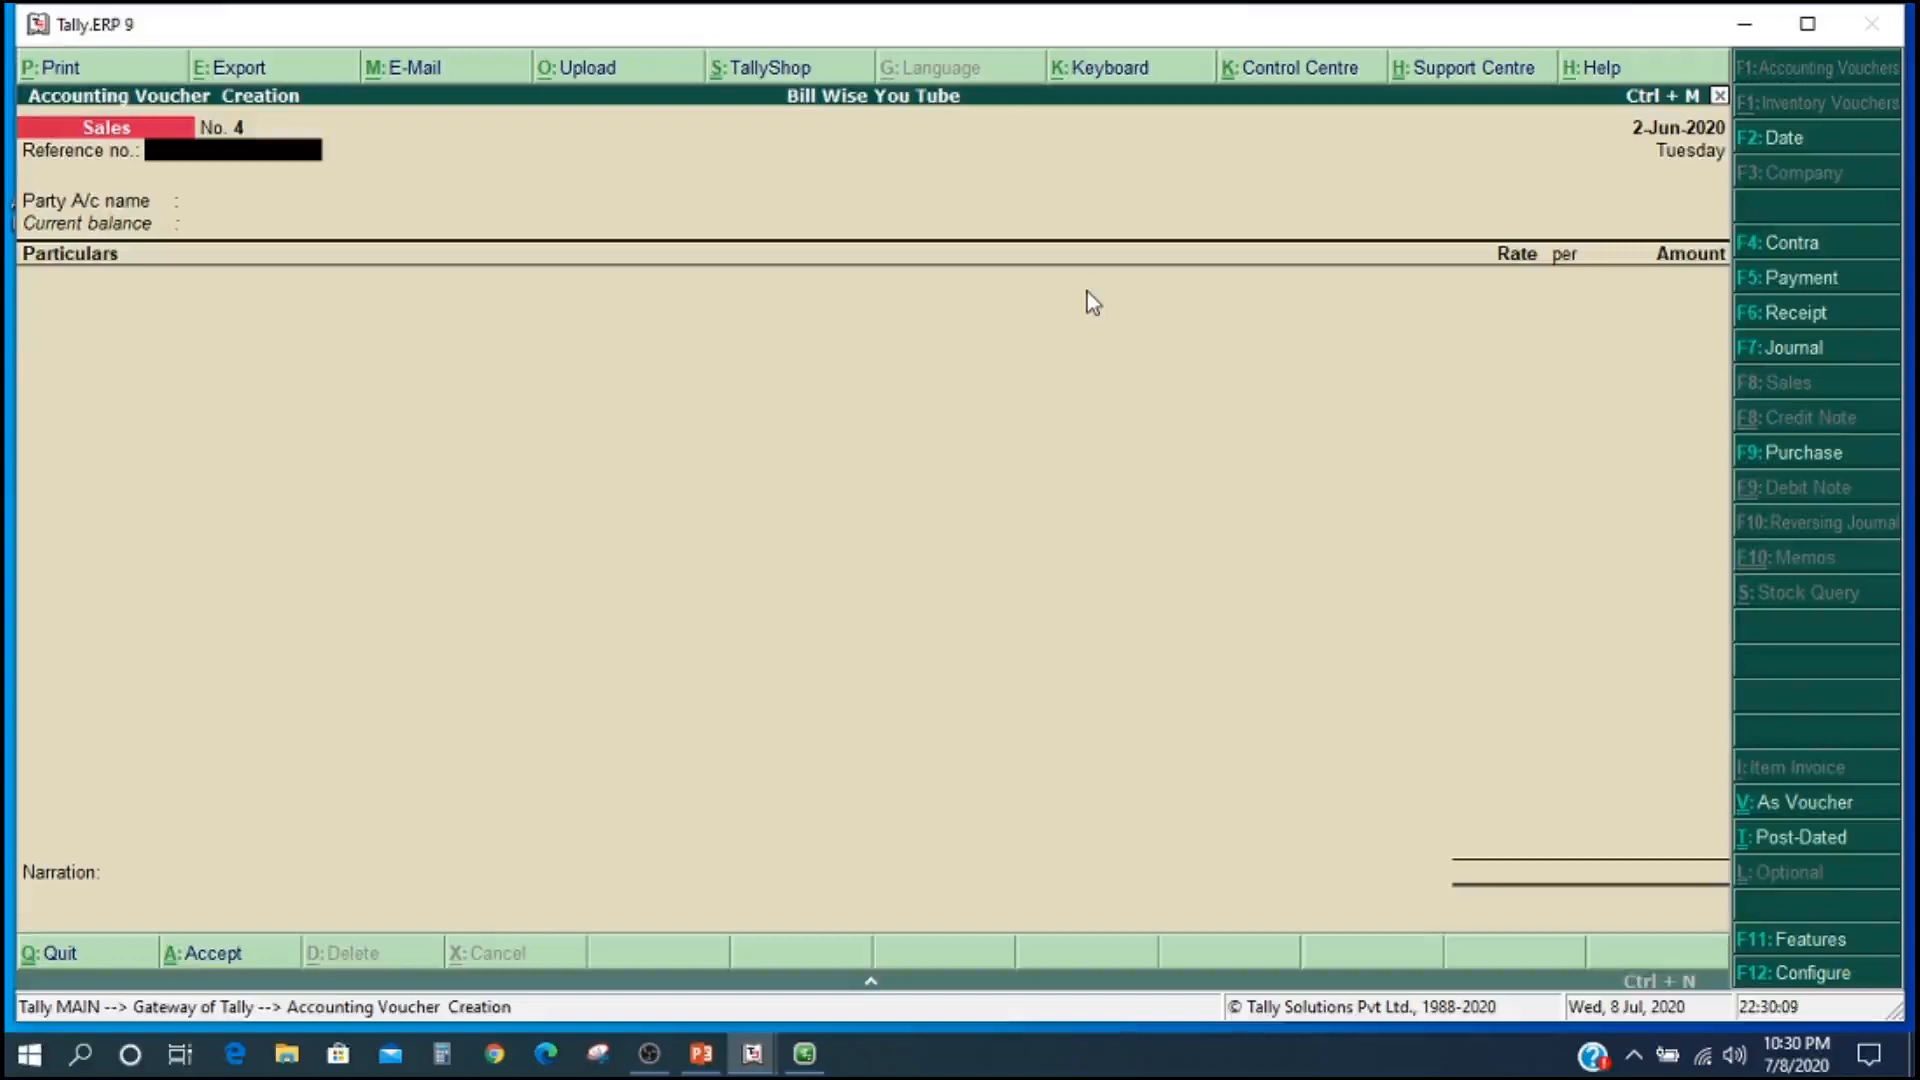 Tally.ERP 9
P: Print E: Export M: E-Mail O: Upload S: TallyShop G: Language K: Keyboard K: Control Centre H: Support Centre H: Help
Accounting Voucher Creation Bill Wise You Tube Ctrl + M
Sales No. 4 2-Jun-2020
Reference no.: Tuesday
Party A/c name :
Current balance :
Particulars Rate per Amount
Narration:
F1: Accounting Vouchers
F1: Inventory Vouchers
F2: Date
F3: Company
F4: Contra
F5: Payment
F6: Receipt
F7: Journal
F8: Sales
F8: Credit Note
F9: Purchase
F9: Debit Note
F10: Reversing Journal
F10: Memos
S: Stock Query
I: Item Invoice
V: As Voucher
T: Post-Dated
L: Optional
F11: Features
F12: Configure
Q: Quit A: Accept D: Delete X: Cancel
Ctrl + N
Tally MAIN --> Gateway of Tally --> Accounting Voucher Creation © Tally Solutions Pvt Ltd., 1988-2020 Wed, 8 Jul, 2020 22:30:09
10:30 PM
7/8/2020